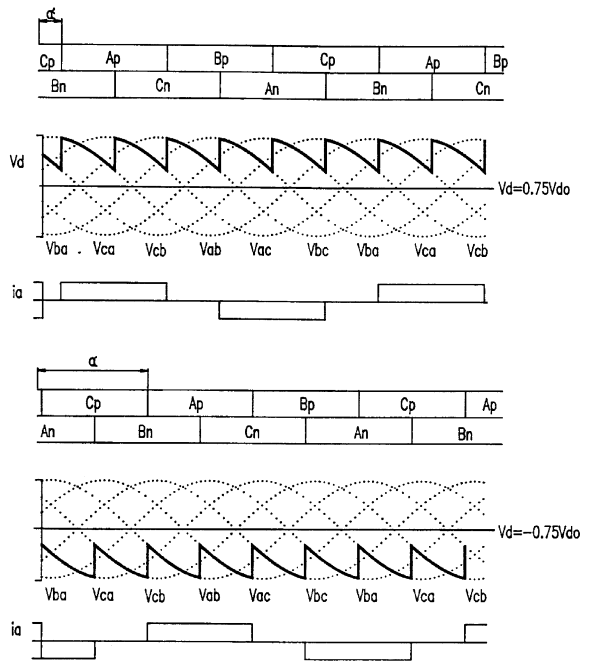 α
Cp Ap Bp Cp Ap Bp
Bn Cn An Bn Cn
Vd
Vd=0.75Vdo
Vba Vca Vcb Vab Vac Vbc Vba Vca Vcb
ia
α
Cp Ap Bp Cp Ap
An Bn Cn An Bn
Vd=-0.75Vdo
Vba Vca Vcb Vab Vac Vbc Vba Vca Vcb
ia